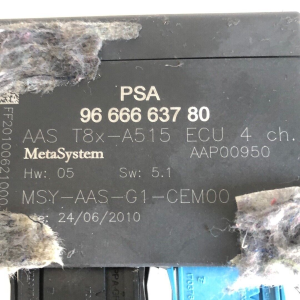 PSA
96 666 637 80
AAS T8x-A515 ECU 4 ch.
MetaSystem AAP00950
Hw: 05 Sw: 5.1
MSY-AAS-G1-CEM00
24/06/2010